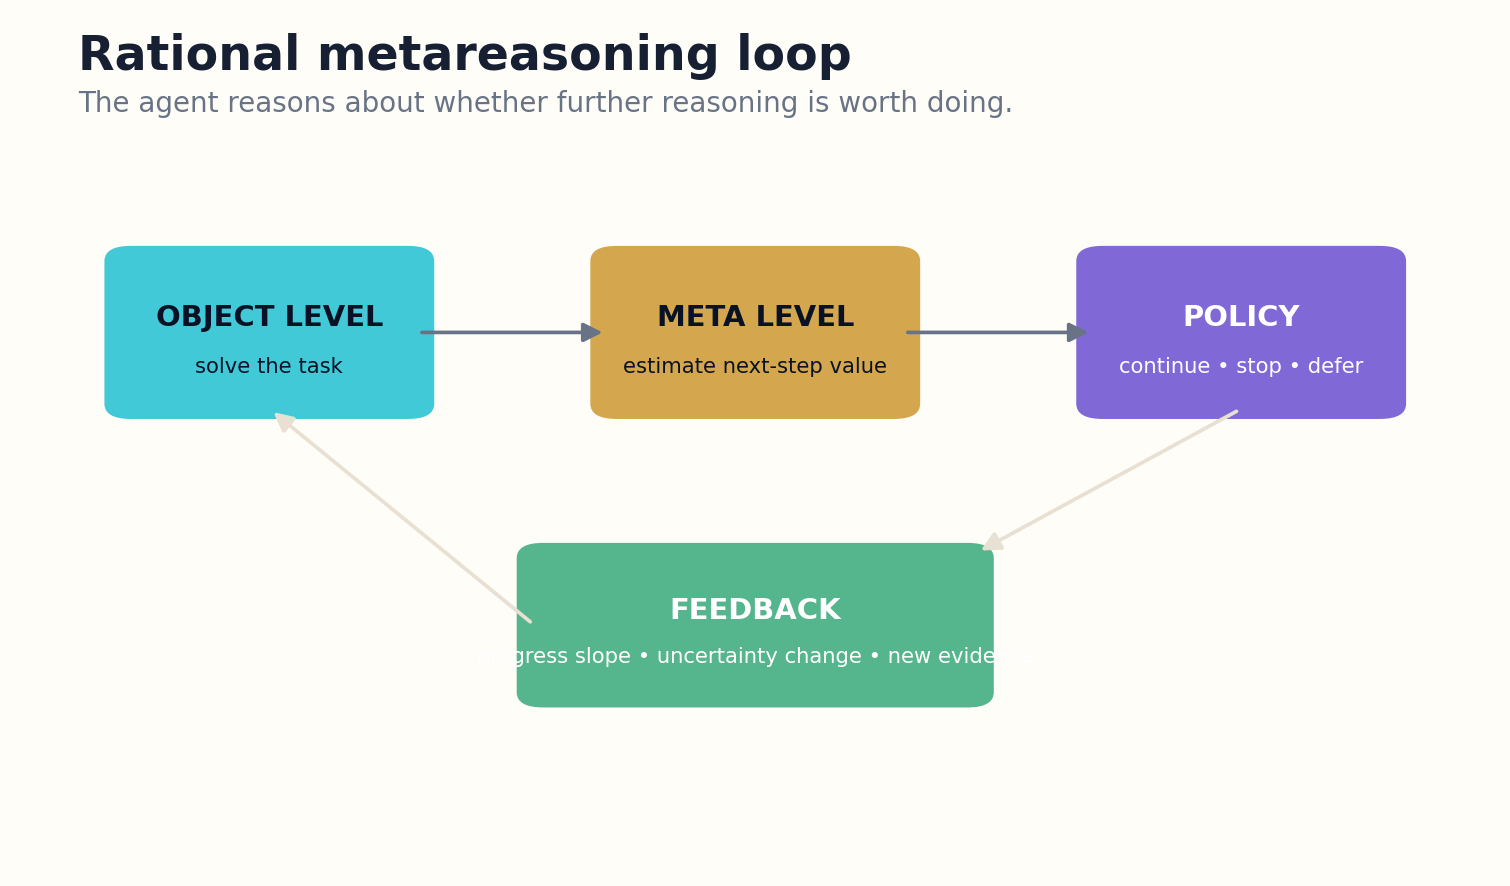 Rational metareasoning loop
The agent reasons about whether further reasoning is worth doing.
OBJECT LEVEL
solve the task
META LEVEL
estimate next-step value
POLICY
continue • stop • defer
FEEDBACK
slope • uncertainty change • new